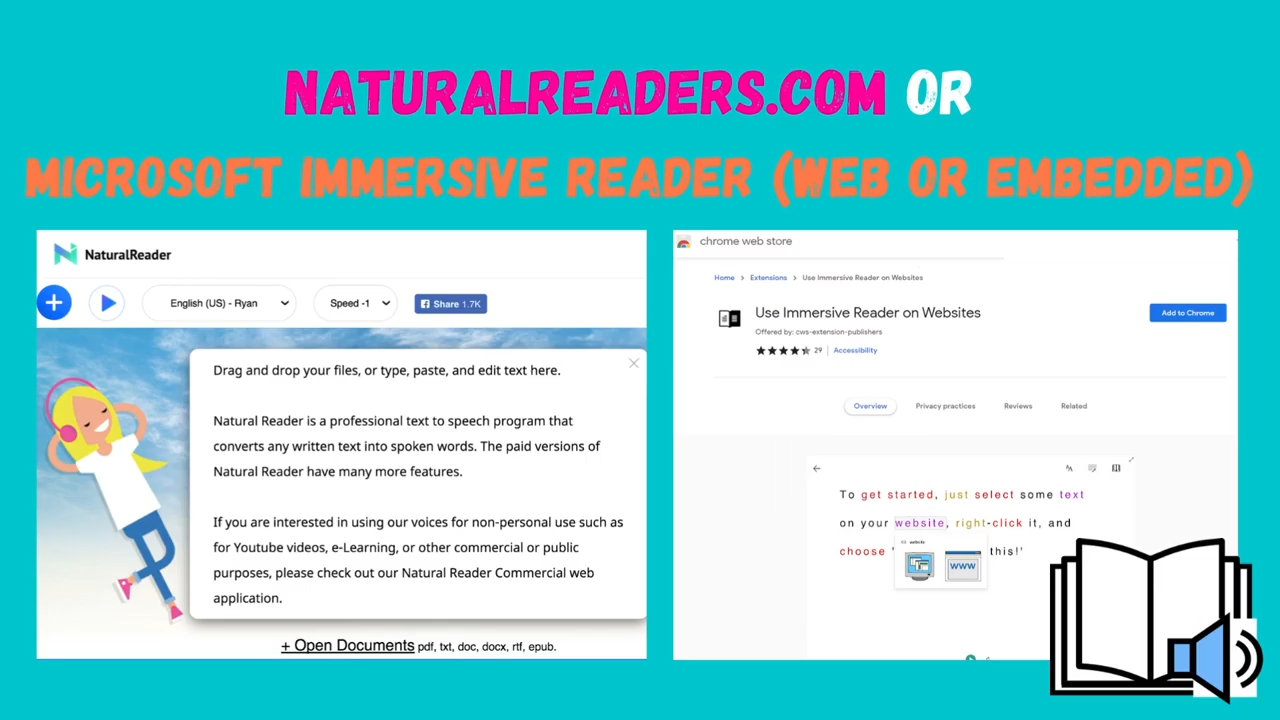 NATURALREADERS.COM OR
MICROSOFT IMMERSIVE READER (WEB OR EMBEDDED)
NaturalReader
English (US) - Ryan
Speed -1
Share 1.7K
Drag and drop your files, or type, paste, and edit text here.
Natural Reader is a professional text to speech program that
converts any written text into spoken words. The paid versions of
Natural Reader have many more features.
If you are interested in using our voices for non-personal use such as
for Youtube videos, e-Learning, or other commercial or public
purposes, please check out our Natural Reader Commercial web
application.
+ Open Documents pdf, txt, doc, docx, rtf, epub.
chrome web store
Home > Extensions > Use Immersive Reader on Websites
Use Immersive Reader on Websites
Add to Chrome
Offered by: cws-extension-publishers
29 | Accessibility
Overview
Privacy practices
Reviews
Related
To get started, just select some text
on your website, right-click it, and
choose ' this!'
website
WWW